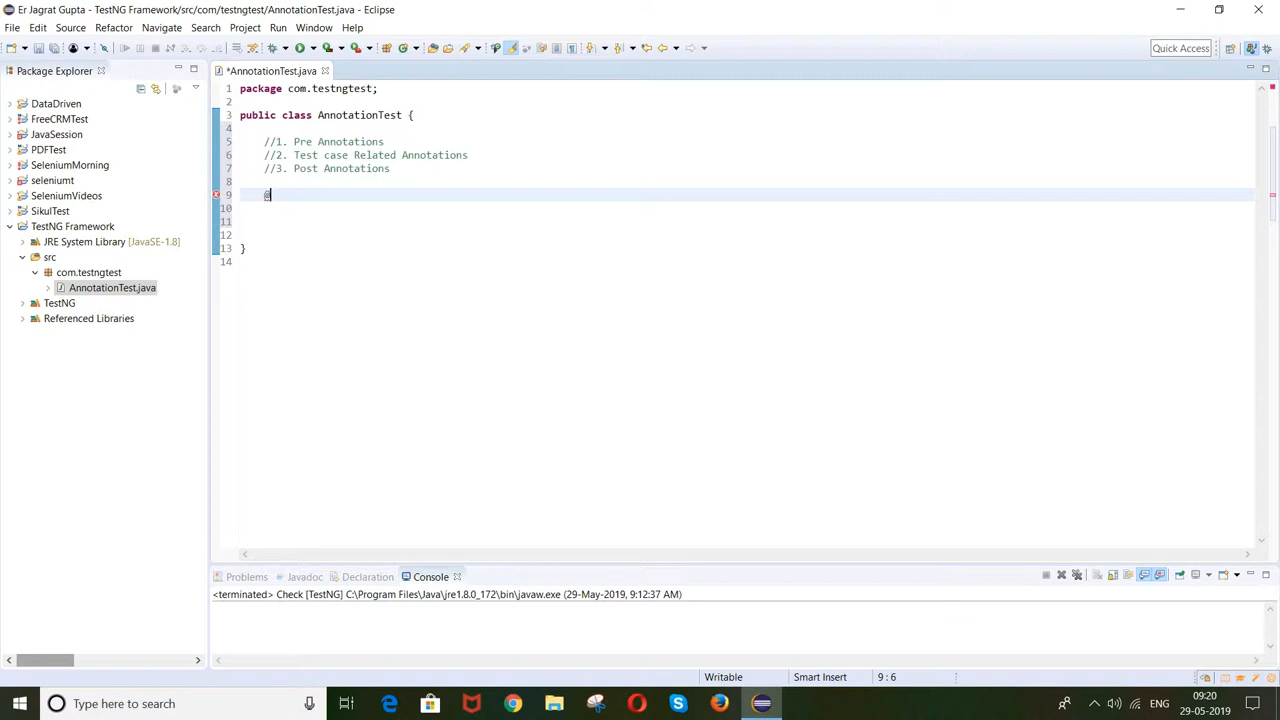 Er Jagrat Gupta - TestNG Framework/src/com/testngtest/AnnotationTest.java - Eclipse
File Edit Source Refactor Navigate Search Project Run Window Help
Quick Access
Package Explorer
*AnnotationTest.java
DataDriven
FreeCRMTest
JavaSession
PDFTest
SeleniumMorning
seleniumt
SeleniumVideos
SikulTest
TestNG Framework
JRE System Library [JavaSE-1.8]
src
com.testngtest
AnnotationTest.java
TestNG
Referenced Libraries
1 package com.testngtest;
2
3 public class AnnotationTest {
4
5 //1. Pre Annotations
6 //2. Test case Related Annotations
7 //3. Post Annotations
8
9 @
10
11
12
13 }
14
Problems Javadoc Declaration Console
<terminated> Check [TestNG] C:\Program Files\Java\jre1.8.0_172\bin\javaw.exe (29-May-2019, 9:12:37 AM)
Writable Smart Insert 9 : 6
Type here to search
ENG
09:20
29-05-2019